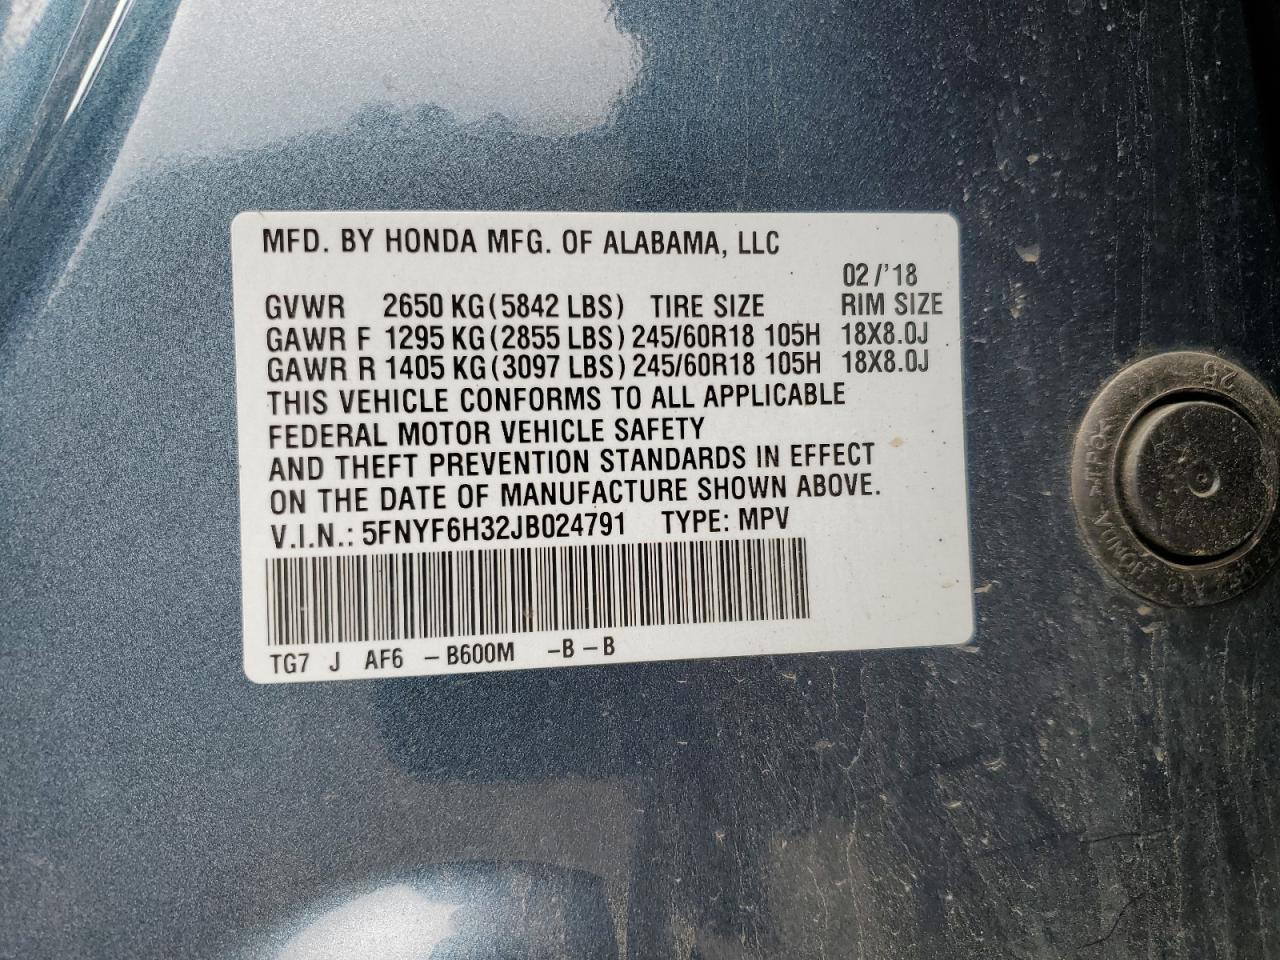 MFD. BY HONDA MFG. OF ALABAMA, LLC
02/'18
GVWR 2650 KG (5842 LBS) TIRE SIZE RIM SIZE
GAWR F 1295 KG (2855 LBS) 245/60R18 105H 18X8.0J
GAWR R 1405 KG (3097 LBS) 245/60R18 105H 18X8.0J
THIS VEHICLE CONFORMS TO ALL APPLICABLE
FEDERAL MOTOR VEHICLE SAFETY
AND THEFT PREVENTION STANDARDS IN EFFECT
ON THE DATE OF MANUFACTURE SHOWN ABOVE.
V.I.N.: 5FNYF6H32JB024791 TYPE: MPV
TG7 J AF6 -B600M -B-B
25